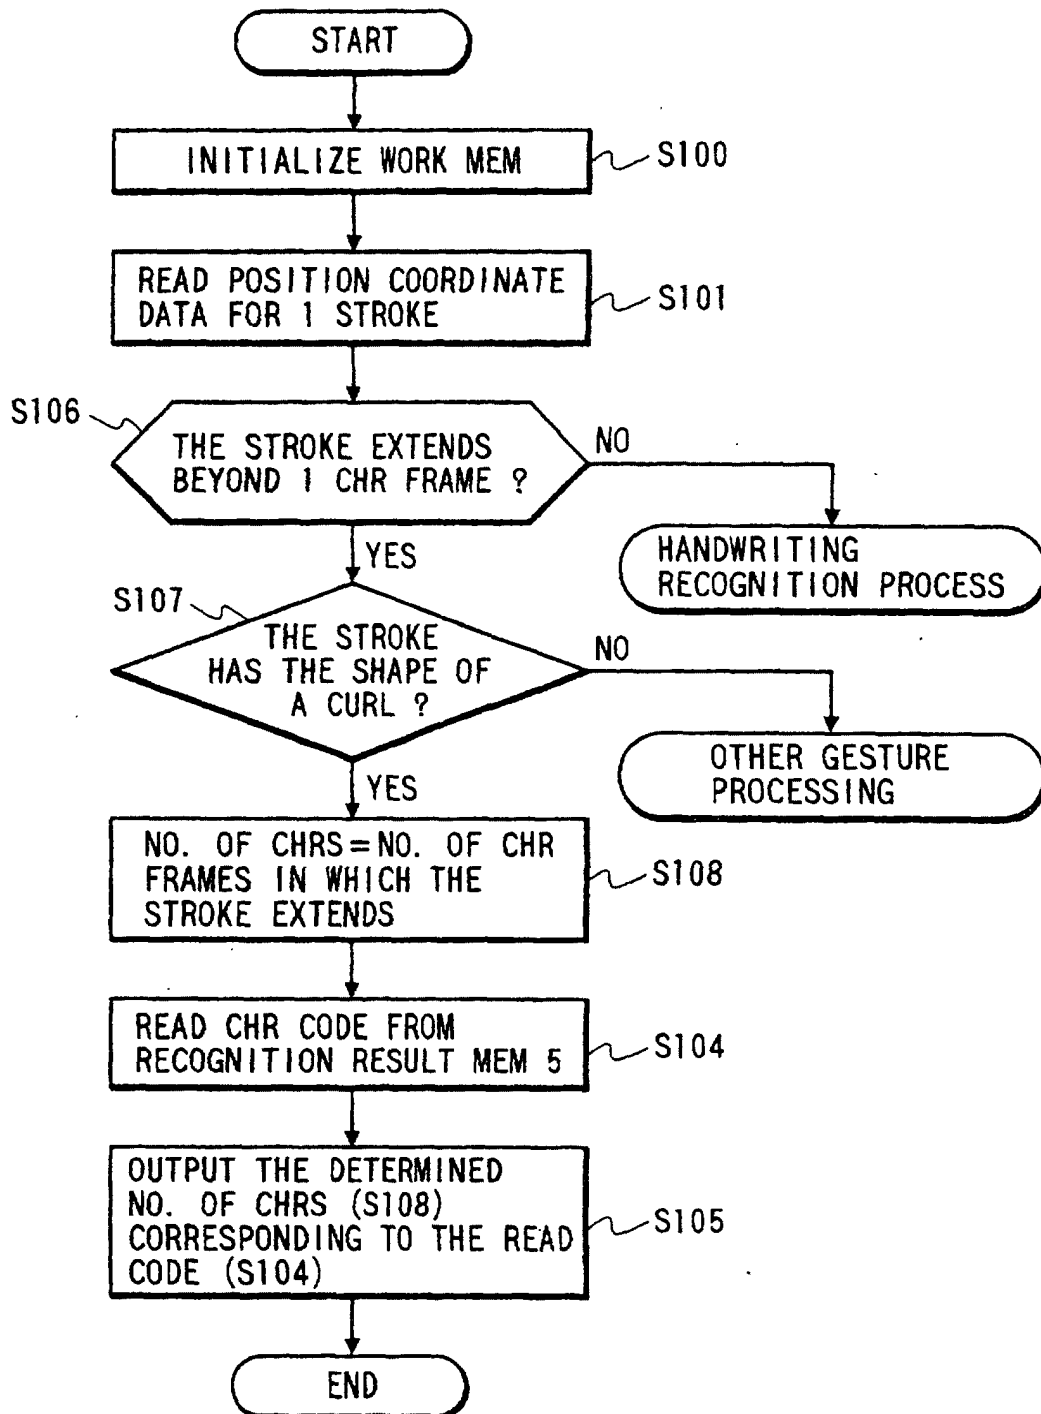 START
INITIALIZE WORK MEM
S100
READ POSITION COORDINATE
DATA FOR 1 STROKE
S101
S106
THE STROKE EXTENDS
BEYOND 1 CHR FRAME ?
NO
HANDWRITING
RECOGNITION PROCESS
YES
S107
THE STROKE
HAS THE SHAPE OF
A CURL ?
NO
OTHER GESTURE
PROCESSING
YES
NO. OF CHRS=NO. OF CHR
FRAMES IN WHICH THE
STROKE EXTENDS
S108
READ CHR CODE FROM
RECOGNITION RESULT MEM 5
S104
OUTPUT THE DETERMINED
NO. OF CHRS (S108)
CORRESPONDING TO THE READ
CODE (S104)
S105
END